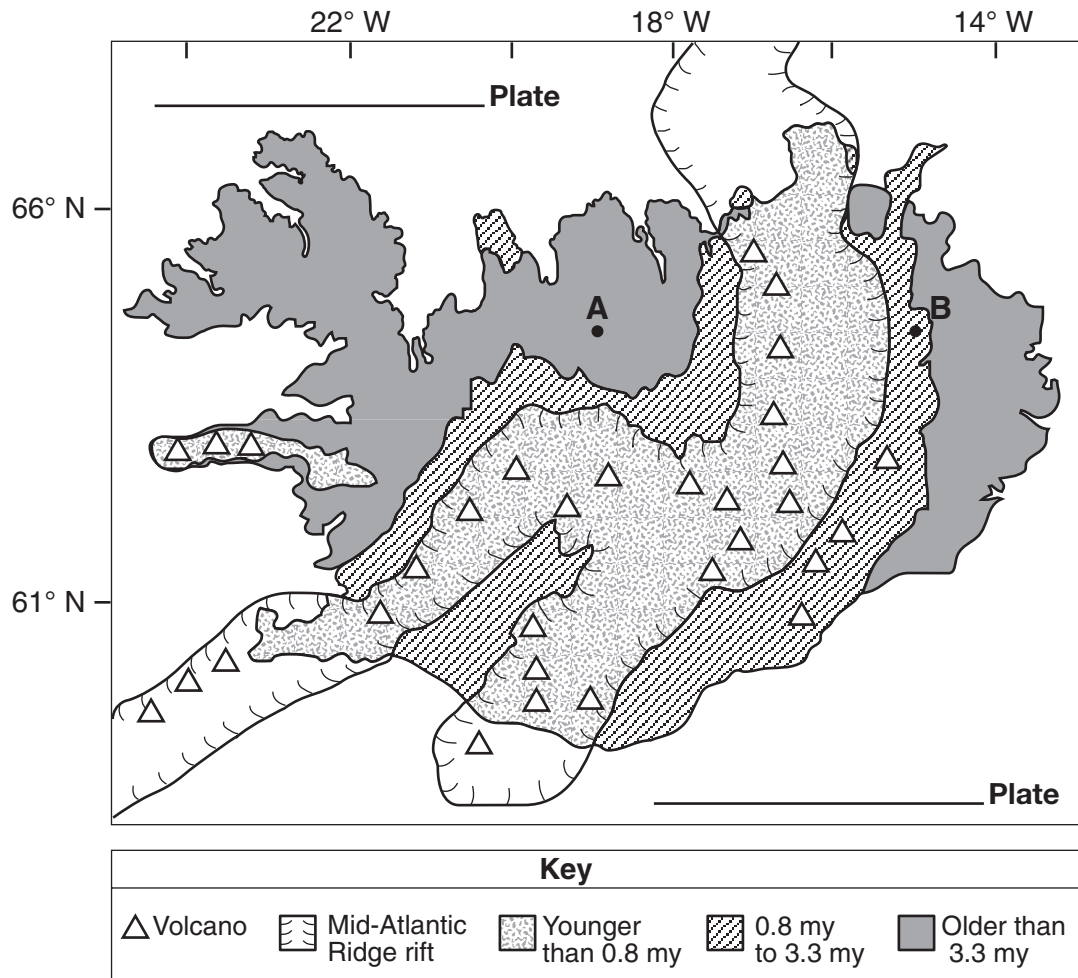 22° W 18° W 14° W
Plate
66° N
A
B
61° N
Plate
Key
Volcano
Mid-Atlantic
Ridge rift
Younger
than 0.8 my
0.8 my
to 3.3 my
Older than
3.3 my